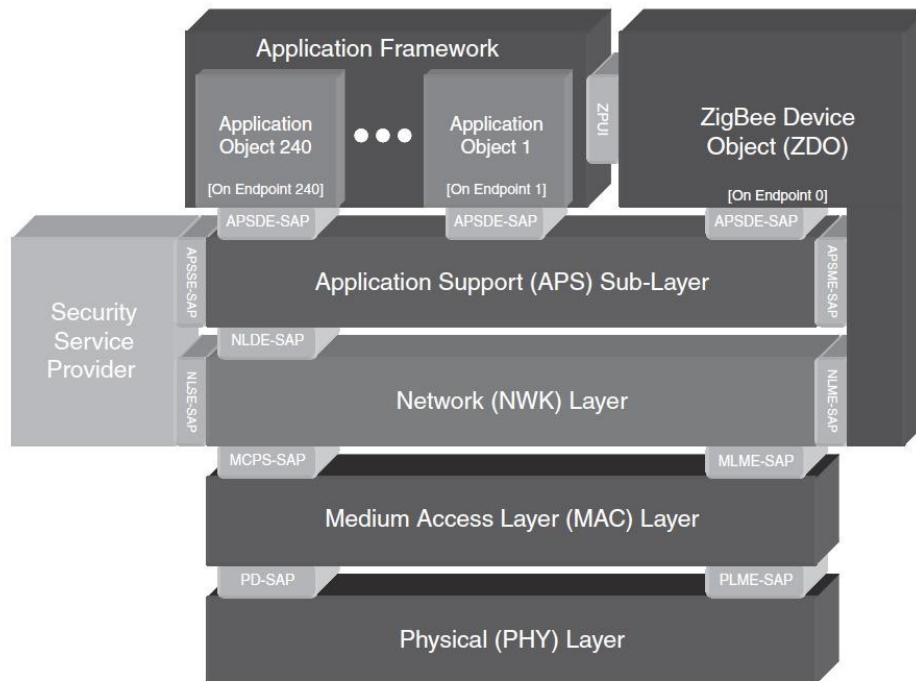 Application Framework
Application
Object 240
[On Endpoint 240]
Application
Object 1
[On Endpoint 1]
ZPUI
ZigBee Device
Object (ZDO)
[On Endpoint 0]
APSDE-SAP
APSDE-SAP
APSDE-SAP
Security
Service
Provider
APSSE-SAP
Application Support (APS) Sub-Layer
APSME-SAP
NLDE-SAP
NLSE-SAP
Network (NWK) Layer
NLME-SAP
MCPS-SAP
MLME-SAP
Medium Access Layer (MAC) Layer
PD-SAP
PLME-SAP
Physical (PHY) Layer